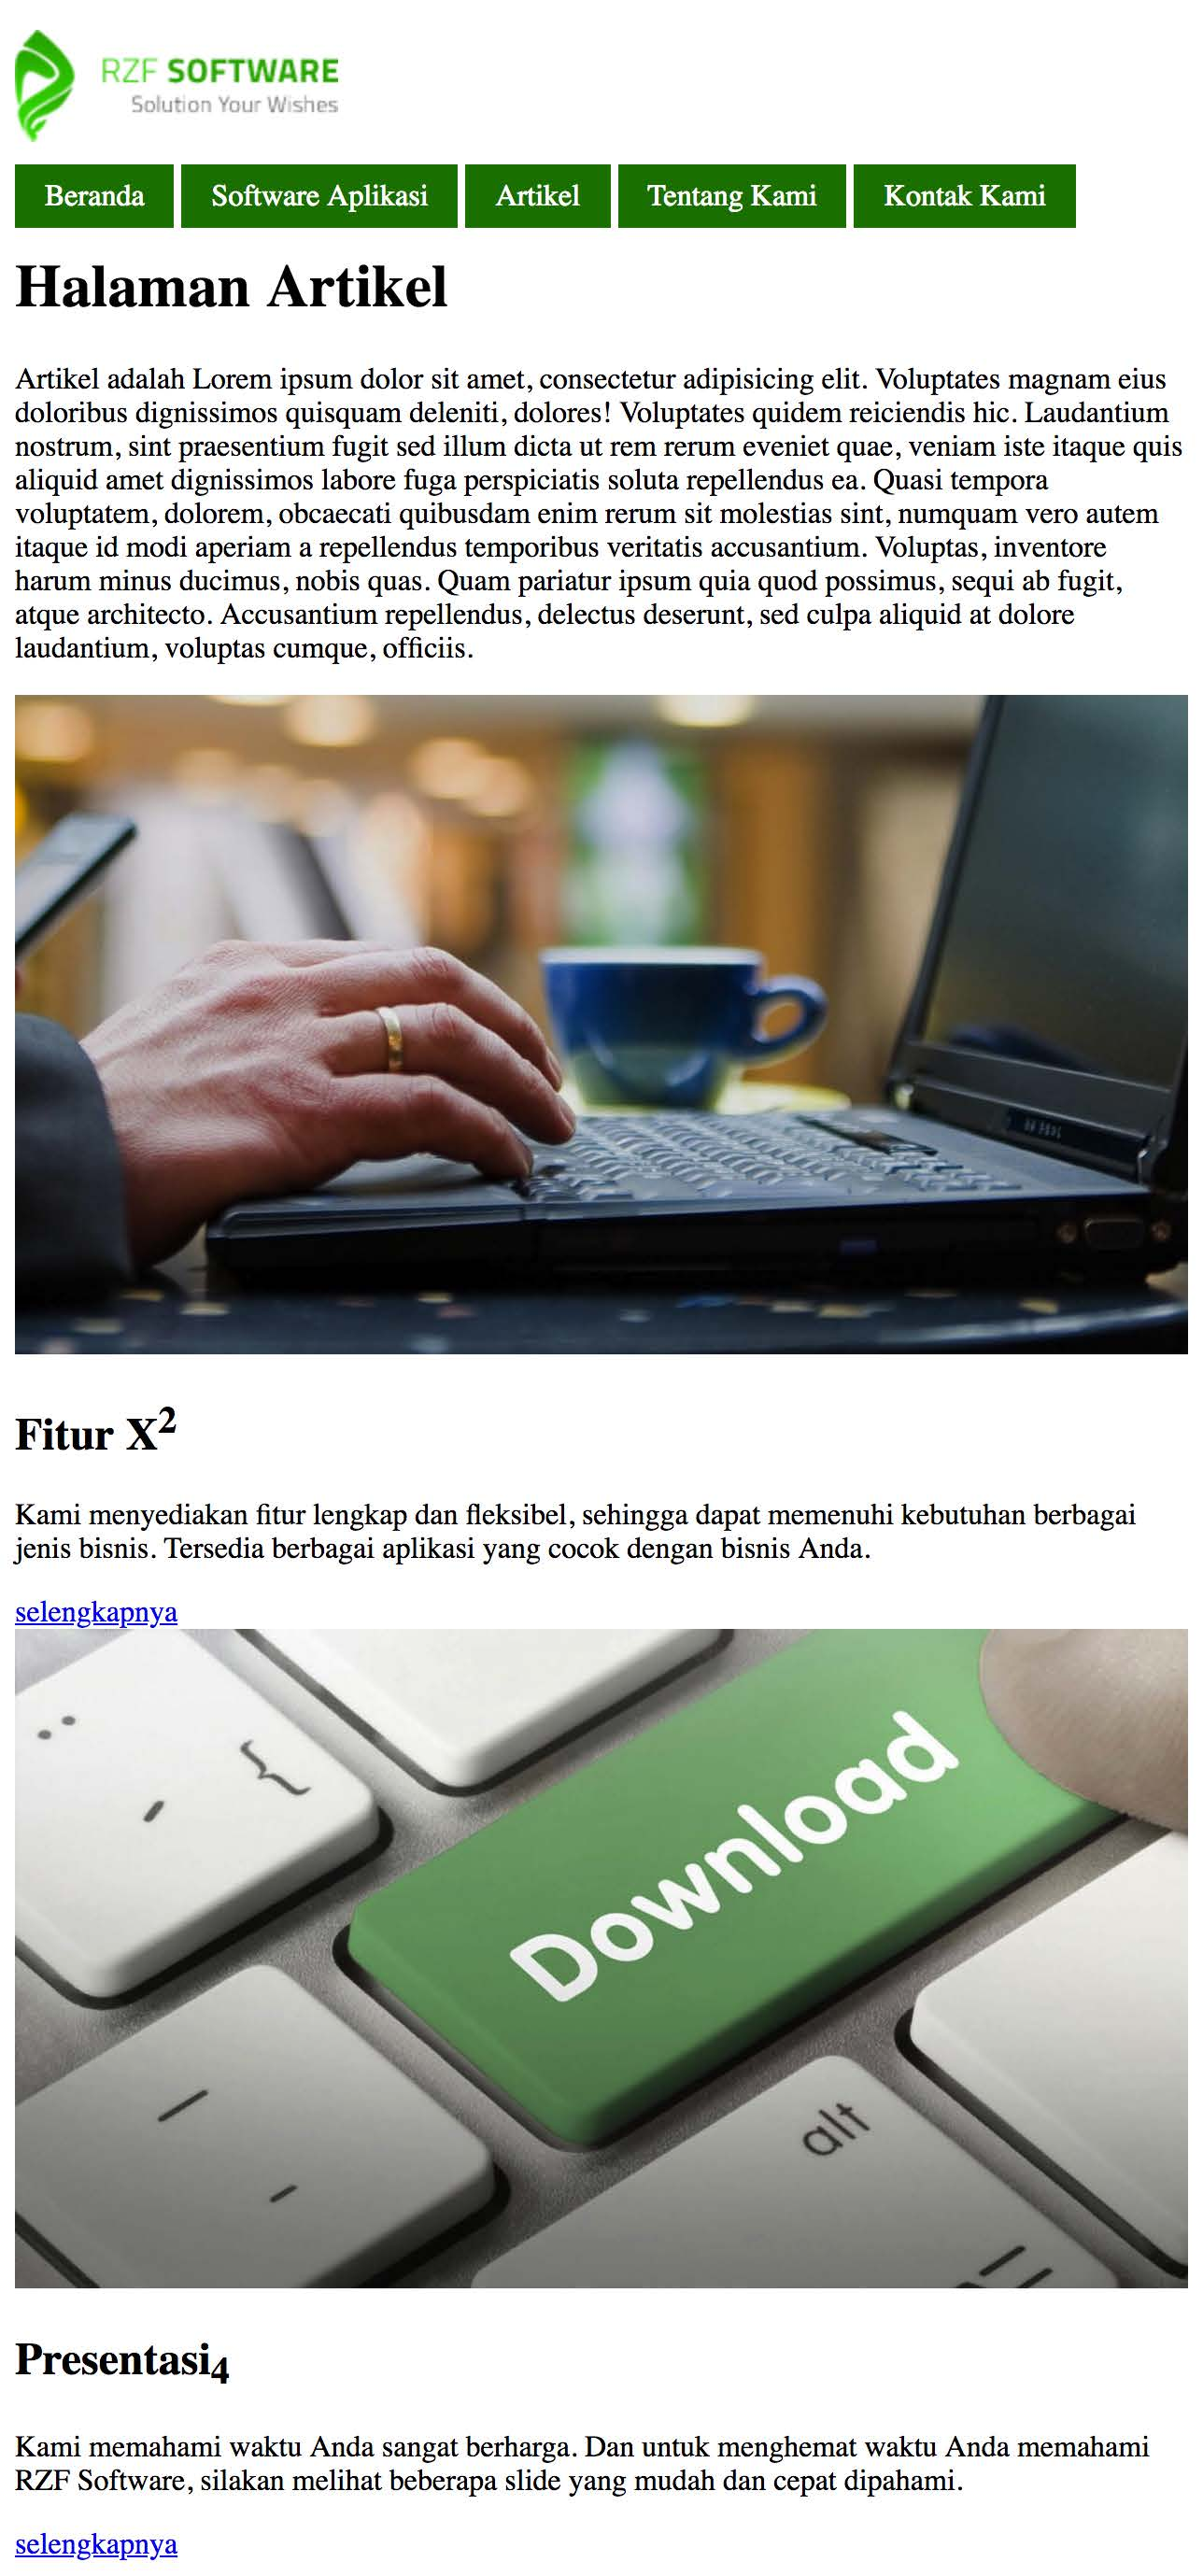 RZF SOFTWARE
Solution Your Wishes
Beranda Software Aplikasi Artikel Tentang Kami Kontak Kami
Halaman Artikel
Artikel adalah Lorem ipsum dolor sit amet, consectetur adipisicing elit. Voluptates magnam eius
doloribus dignissimos quisquam deleniti, dolores! Voluptates quidem reiciendis hic. Laudantium
nostrum, sint praesentium fugit sed illum dicta ut rem rerum eveniet quae, veniam iste itaque quis
aliquid amet dignissimos labore fuga perspiciatis soluta repellendus ea. Quasi tempora
voluptatem, dolorem, obcaecati quibusdam enim rerum sit molestias sint, numquam vero autem
itaque id modi aperiam a repellendus temporibus veritatis accusantium. Voluptas, inventore
harum minus ducimus, nobis quas. Quam pariatur ipsum quia quod possimus, sequi ab fugit,
atque architecto. Accusantium repellendus, delectus deserunt, sed culpa aliquid at dolore
laudantium, voluptas cumque, officiis.
Fitur X²
Kami menyediakan fitur lengkap dan fleksibel, sehingga dapat memenuhi kebutuhan berbagai
jenis bisnis. Tersedia berbagai aplikasi yang cocok dengan bisnis Anda.
selengkapnya
{
Download
alt
Presentasi₄
Kami memahami waktu Anda sangat berharga. Dan untuk menghemat waktu Anda memahami
RZF Software, silakan melihat beberapa slide yang mudah dan cepat dipahami.
selengkapnya